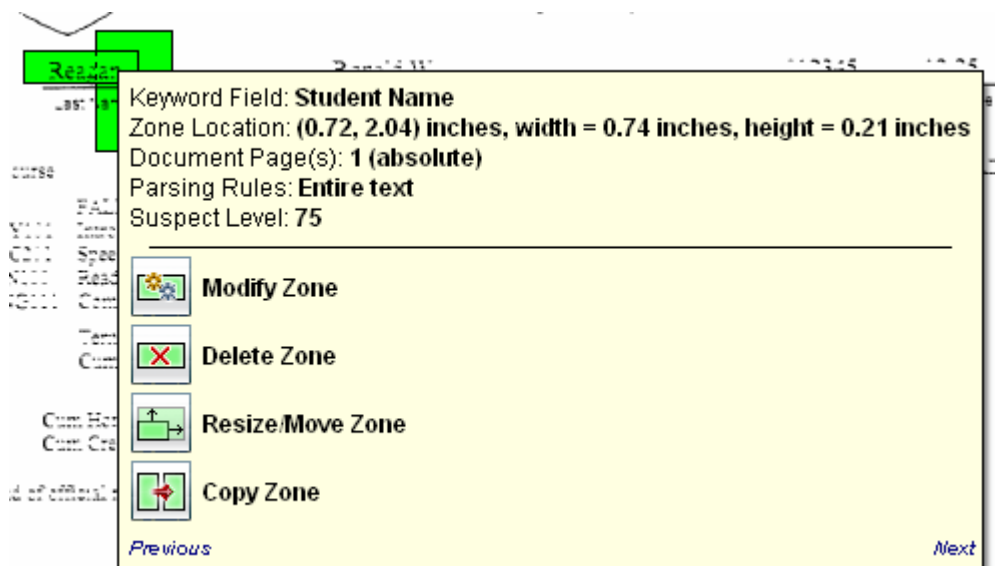 Keyword Field: Student Name
Zone Location: (0.72, 2.04) inches, width = 0.74 inches, height = 0.21 inches
Document Page(s): 1 (absolute)
Parsing Rules: Entire text
Suspect Level: 75
Modify Zone
Delete Zone
Resize/Move Zone
Copy Zone
Previous
Next
Cum
Cum